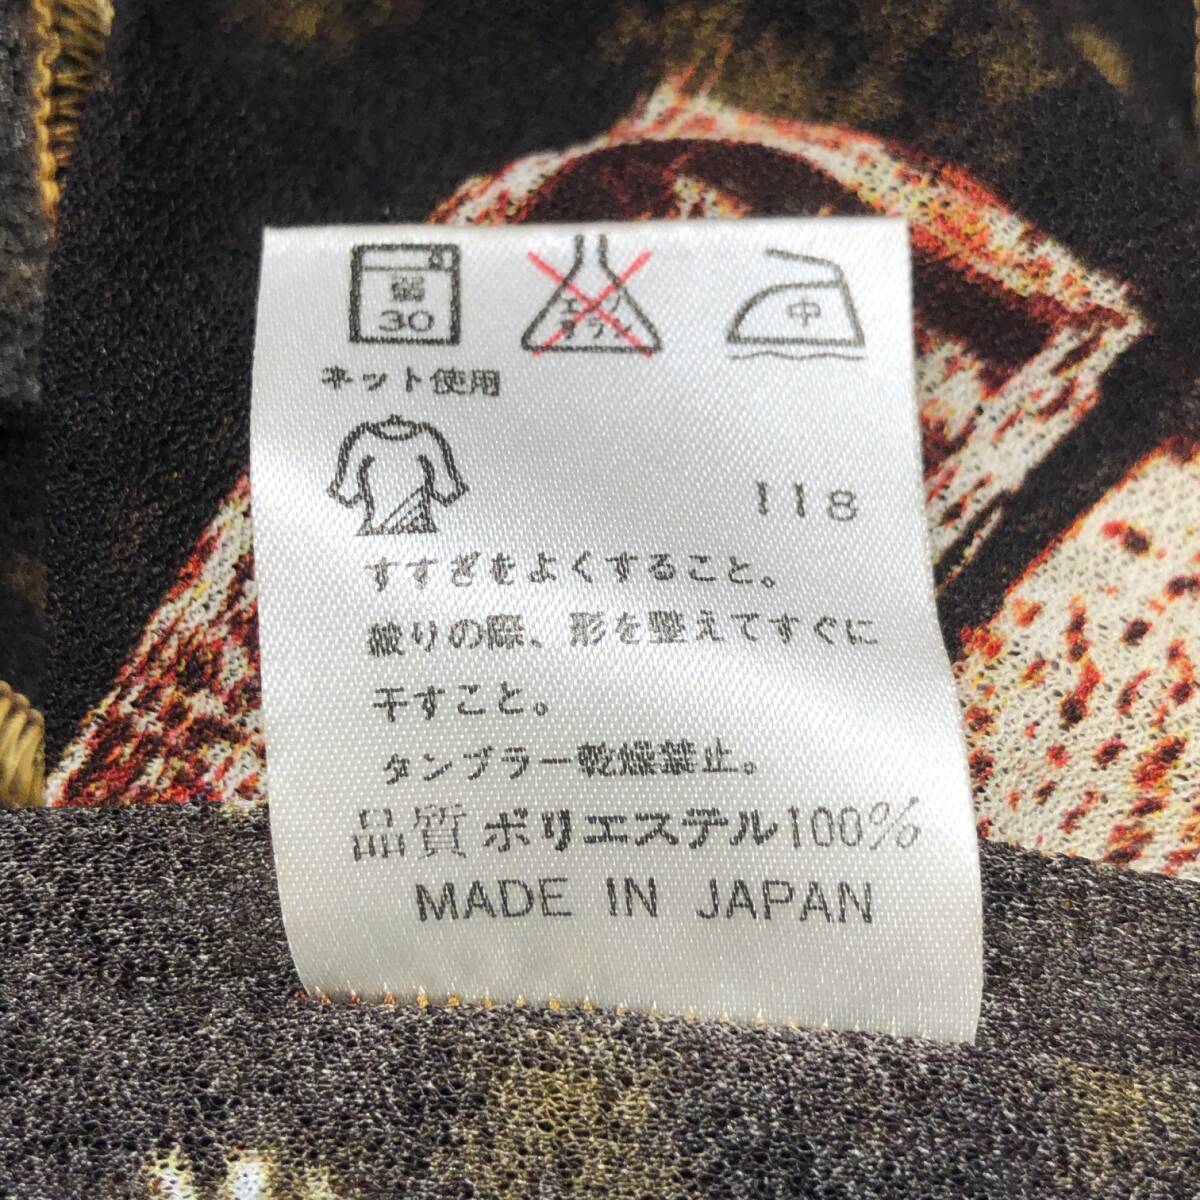 弱
30
エンソ
サラシ
中
ネット使用
118
すすぎをよくすること。
絞りの際、形を整えてすぐに
干すこと。
タンブラー乾燥禁止。
品質 ポリエステル100%
MADE IN JAPAN